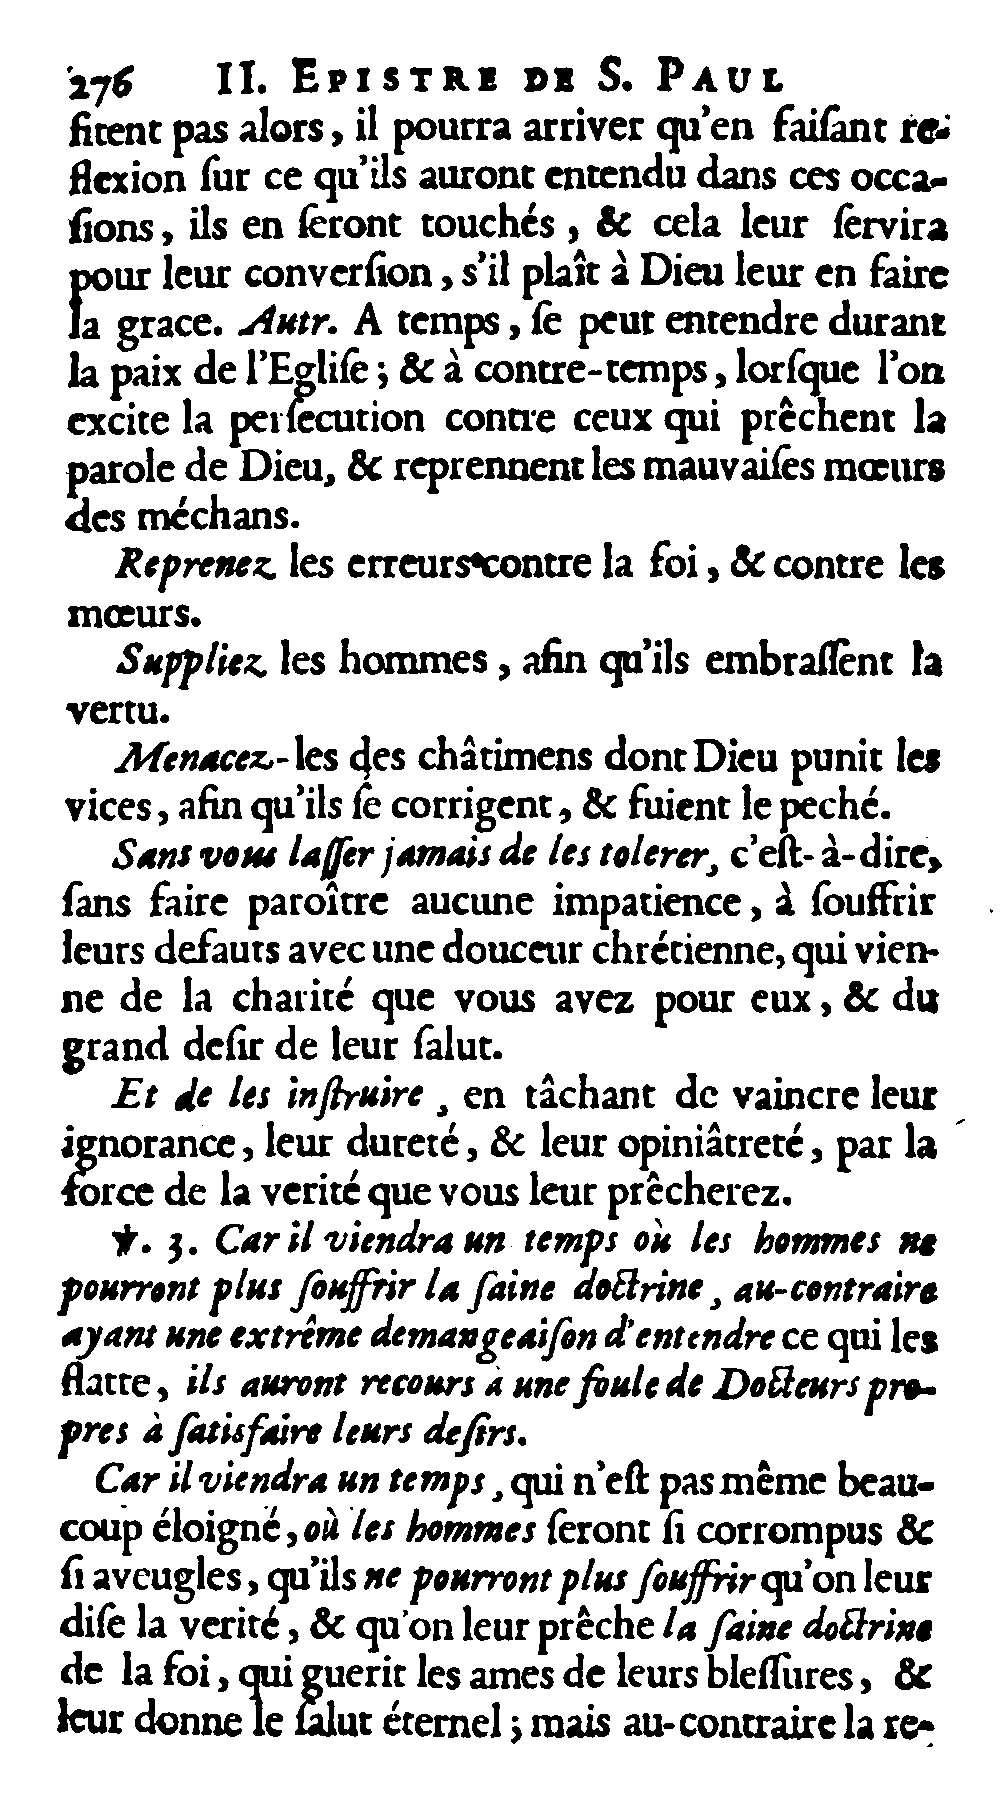 276 II. EPISTRE DE S. PAUL
fitent pas alors, il pourra arriver qu'en faiſant re-
flexion ſur ce qu'ils auront entendu dans ces occa-
ſions, ils en ſeront touchés, & cela leur ſervira
pour leur converſion, s'il plaît à Dieu leur en faire
la grace. Autr. A temps, ſe peut entendre durant
la paix de l'Egliſe; & à contre-temps, lorſque l'on
excite la perſecution contre ceux qui prêchent la
parole de Dieu, & reprennent les mauvaiſes mœurs
des méchans.
Reprenez les erreurs contre la foi, & contre les
mœurs.
Suppliez les hommes, afin qu'ils embraſſent la
vertu.
Menacez-les des châtimens dont Dieu punit les
vices, afin qu'ils ſe corrigent, & fuient le peché.
Sans vous laſſer jamais de les tolerer, c'eſt-à-dire,
ſans faire paroître aucune impatience, à ſouffrir
leurs defauts avec une douceur chrétienne, qui vien-
ne de la charité que vous avez pour eux, & du
grand deſir de leur ſalut.
Et de les inſtruire, en tâchant de vaincre leur
ignorance, leur dureté, & leur opiniâtreté, par la
force de la verité que vous leur prêcherez.
℣. 3. Car il viendra un temps où les hommes ne
pourront plus ſouffrir la ſaine doctrine, au-contraire
ayant une extrême demangeaiſon d'entendre ce qui les
flatte, ils auront recours à une foule de Docteurs pro-
pres à ſatisfaire leurs deſirs.
Car il viendra un temps, qui n'eſt pas même beau-
coup éloigné, où les hommes ſeront ſi corrompus &
ſi aveugles, qu'ils ne pourront plus ſouffrir qu'on leur
diſe la verité, & qu'on leur prêche la ſaine doctrine
de la foi, qui guerit les ames de leurs bleſſures, &
leur donne le ſalut éternel; mais au-contraire la re-